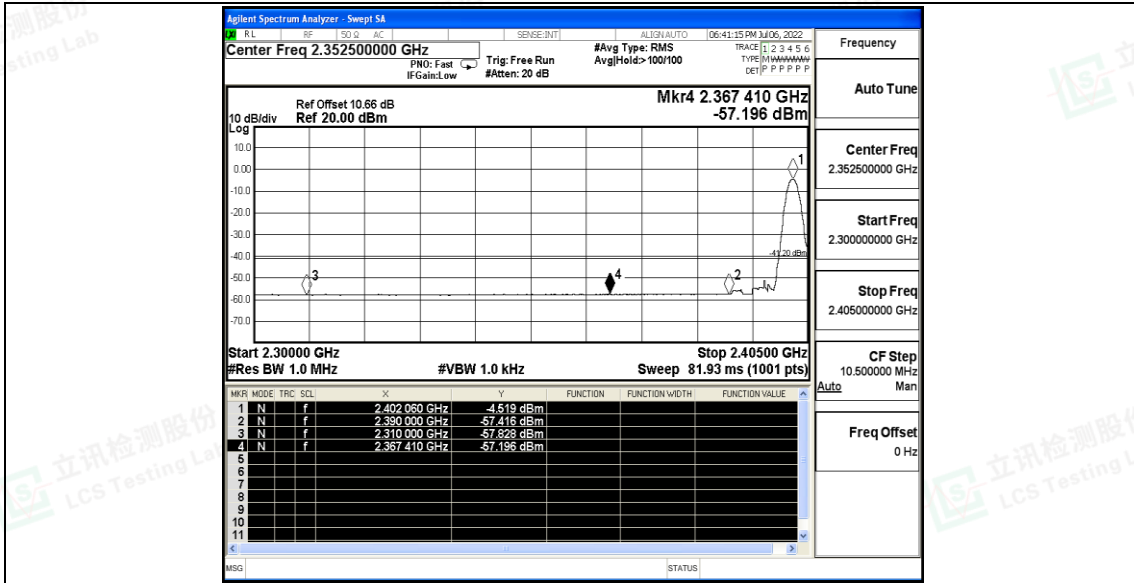 Agilent Spectrum Analyzer - Swept SA
LXI RL RF 50 Ω AC SENSE:INT ALIGNAUTO 06:41:15 PM Jul 06, 2022
Center Freq 2.352500000 GHz
PNO: Fast
IFGain:Low
Trig: Free Run
#Atten: 20 dB
#Avg Type: RMS
Avg|Hold:>100/100
TRACE 1 2 3 4 5 6
TYPE M WWWWW
DET P P P P P P
Mkr4 2.367 410 GHz
-57.196 dBm
Ref Offset 10.66 dB
10 dB/div Ref 20.00 dBm
Log
10.0
0.00
-10.0
-20.0
-30.0
-40.0
-50.0
-60.0
-70.0
1
-41.20 dBm
3
4
2
Start 2.30000 GHz Stop 2.40500 GHz
#Res BW 1.0 MHz #VBW 1.0 kHz Sweep 81.93 ms (1001 pts)
MKR MODE TRC SCL X Y FUNCTION FUNCTION WIDTH FUNCTION VALUE
1 N f 2.402 060 GHz -4.519 dBm
2 N f 2.390 000 GHz -57.416 dBm
3 N f 2.310 000 GHz -57.828 dBm
4 N f 2.367 410 GHz -57.196 dBm
5
6
7
8
9
10
11
MSG STATUS
Frequency
Auto Tune
Center Freq
2.352500000 GHz
Start Freq
2.300000000 GHz
Stop Freq
2.405000000 GHz
CF Step
10.500000 MHz
Auto Man
Freq Offset
0 Hz
立讯检测股份
LCS Testing Lab
立讯检测股份
LCS Testing L